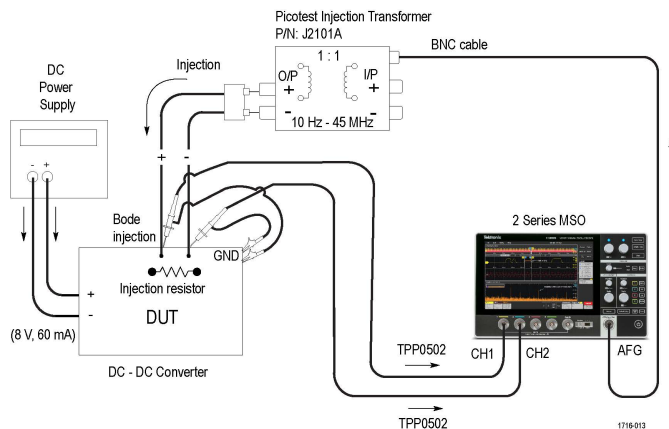 Picotest Injection Transformer
P/N: J2101A
BNC cable
1 : 1
O/P
I/P
+
+
-
-
10 Hz - 45 MHz
Injection
DC
Power
Supply
- +
+ -
Bode
injection
GND
Injection resistor
+
-
DUT
(8 V, 60 mA)
DC - DC Converter
2 Series MSO
Tektronix
TPP0502
CH1
CH2
AFG
TPP0502
1716-013